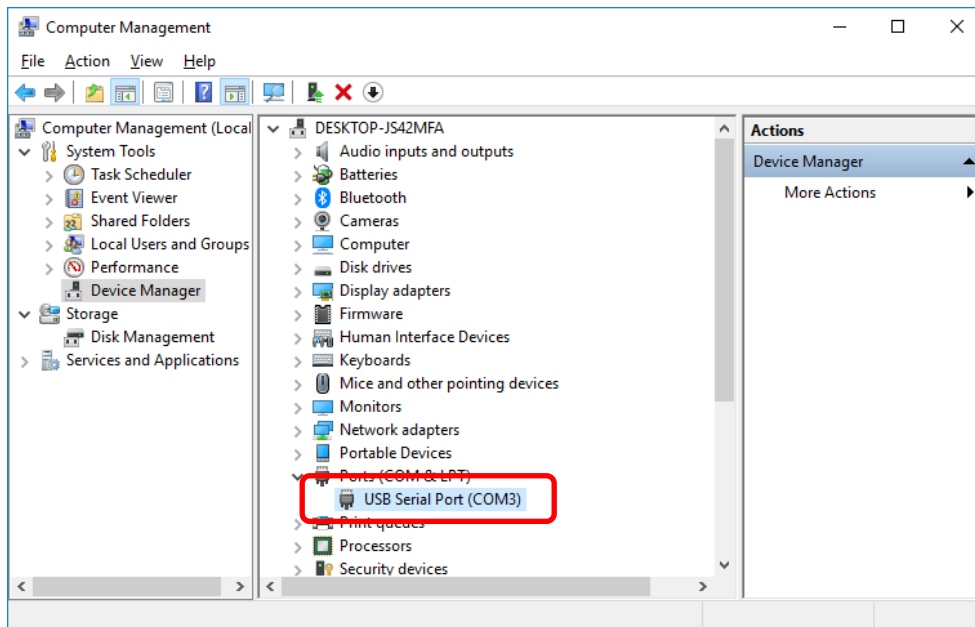 Computer Management
File Action View Help
Computer Management (Local
System Tools
Task Scheduler
Event Viewer
Shared Folders
Local Users and Groups
Performance
Device Manager
Storage
Disk Management
Services and Applications
DESKTOP-JS42MFA
Audio inputs and outputs
Batteries
Bluetooth
Cameras
Computer
Disk drives
Display adapters
Firmware
Human Interface Devices
Keyboards
Mice and other pointing devices
Monitors
Network adapters
Portable Devices
Ports (COM & LPT)
USB Serial Port (COM3)
Print queues
Processors
Security devices
Actions
Device Manager
More Actions